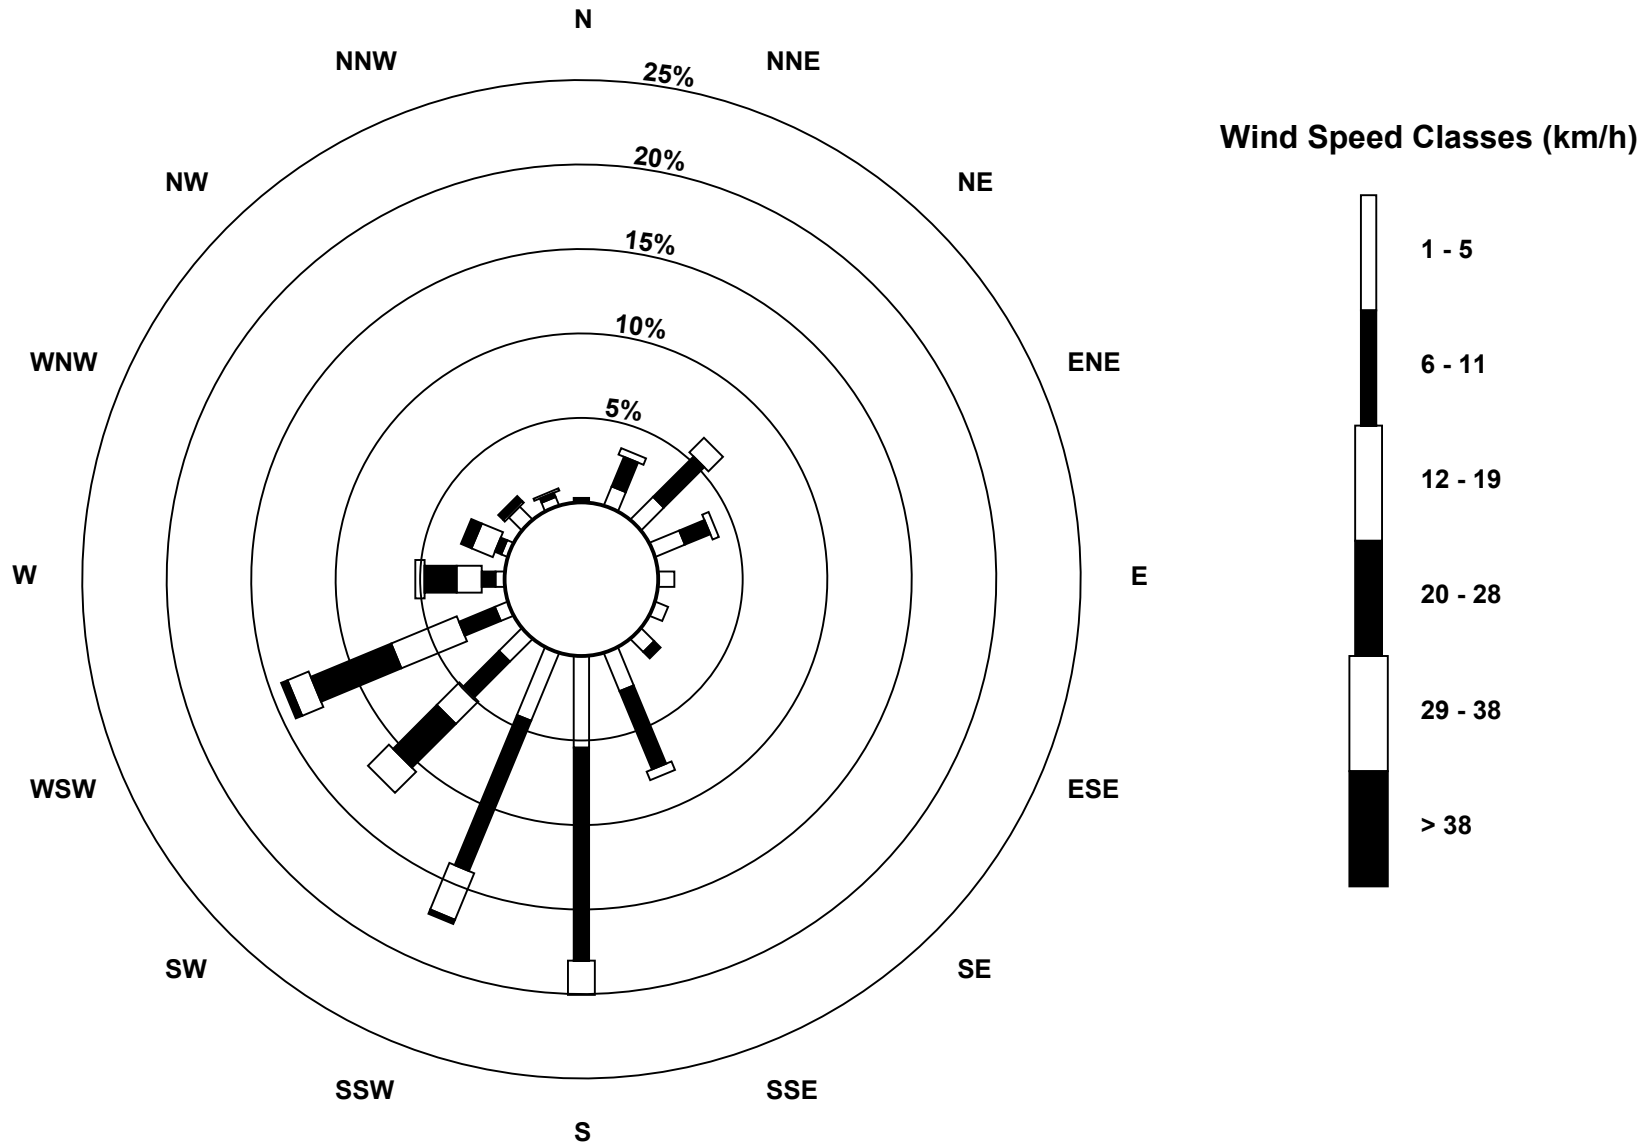 N
NNW
NNE
25%
Wind Speed Classes (km/h)
20%
NW
NE
15%
1 - 5
10%
WNW
ENE
6 - 11
5%
12 - 19
W
E
20 - 28
29 - 38
WSW
ESE
> 38
SW
SE
SSW
SSE
S